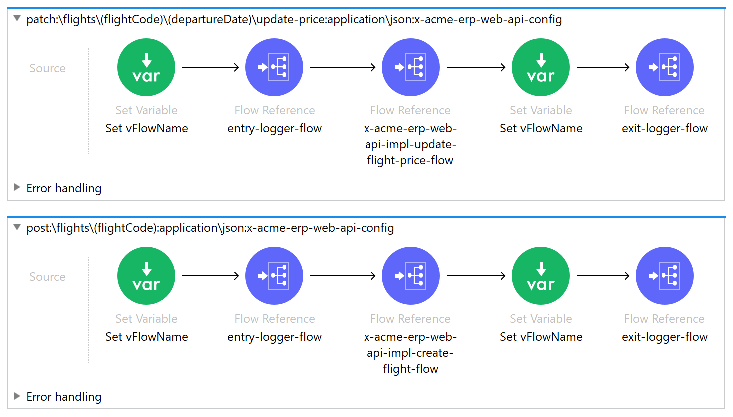 patch:\flights\(flightCode)\(departureDate)\update-price:application\json:x-acme-erp-web-api-config
Source
var
var
Set Variable
Flow Reference
Flow Reference
Set Variable
Flow Reference
Set vFlowName
entry-logger-flow
x-acme-erp-web-
api-impl-update-
flight-price-flow
Set vFlowName
exit-logger-flow
Error handling
post:\flights\(flightCode):application\json:x-acme-erp-web-api-config
Source
var
var
Set Variable
Flow Reference
Flow Reference
Set Variable
Flow Reference
Set vFlowName
entry-logger-flow
x-acme-erp-web-
api-impl-create-
flight-flow
Set vFlowName
exit-logger-flow
Error handling